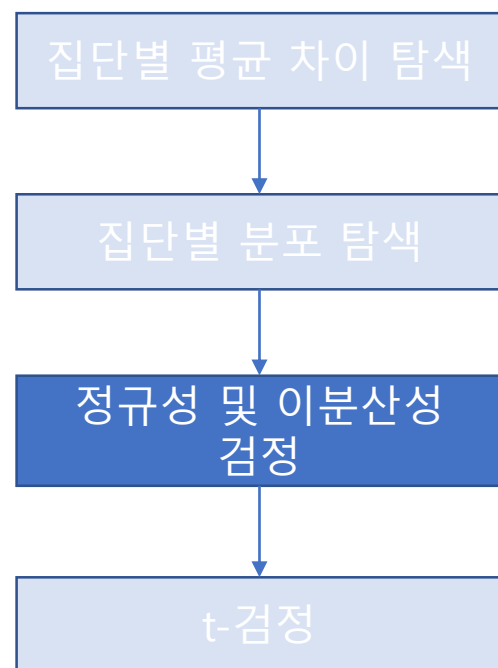 집단별 평균 차이 탐색
집단별 분포 탐색
정규성 및 이분산성
검정
t-검정